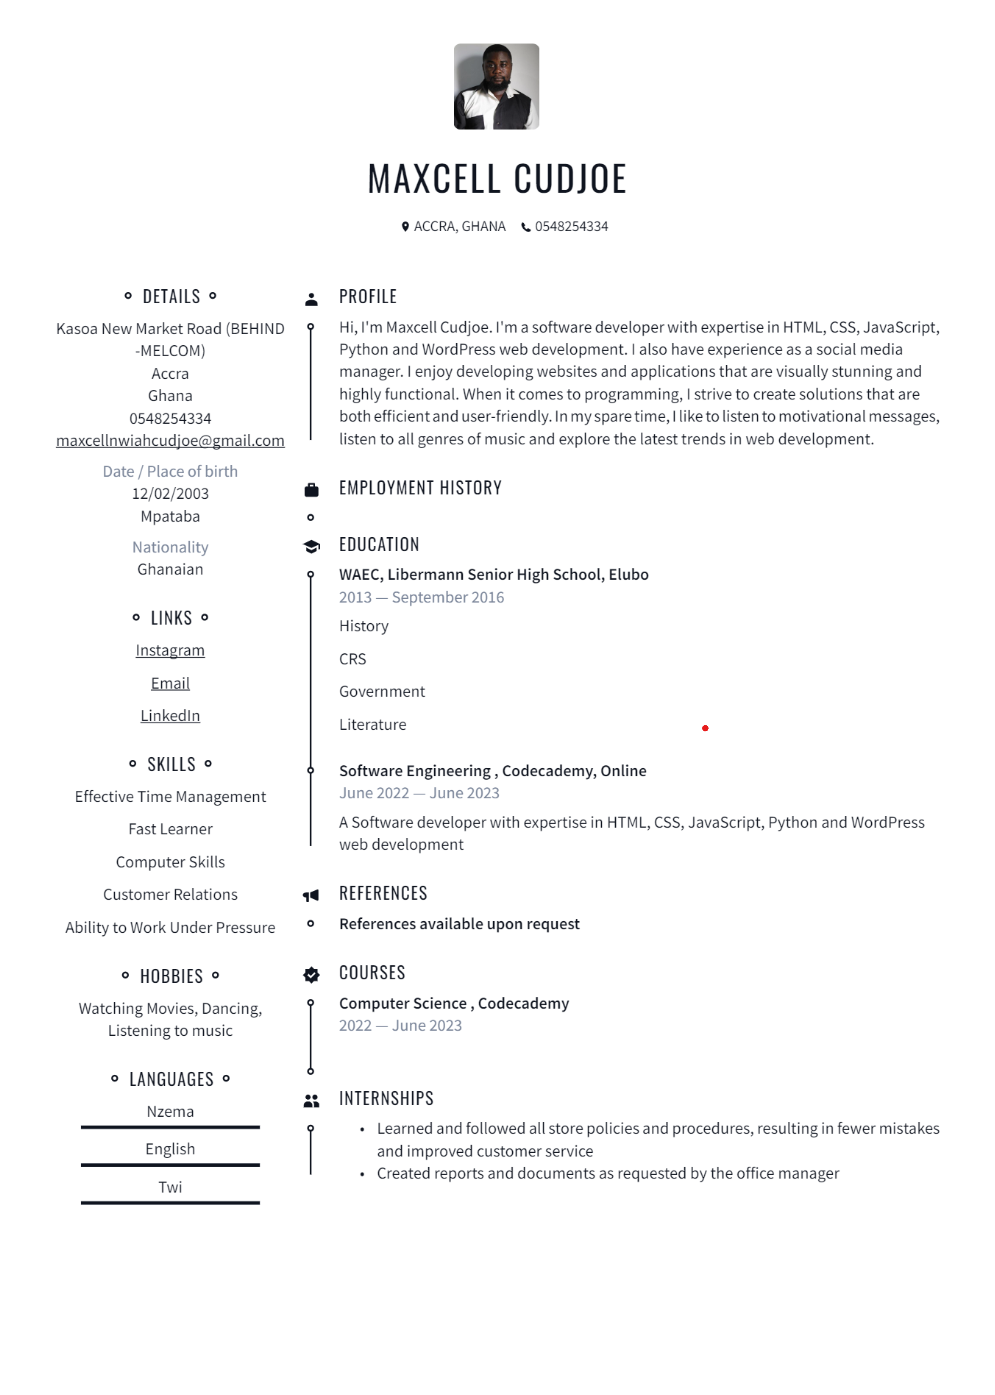 MAXCELL CUDJOE
ACCRA, GHANA 0548254334
DETAILS
Kasoa New Market Road (BEHIND
-MELCOM)
Accra
Ghana
0548254334
maxcellnwiahcudjoe@gmail.com
Date / Place of birth
12/02/2003
Mpataba
Nationality
Ghanaian
LINKS
Instagram
Email
LinkedIn
SKILLS
Effective Time Management
Fast Learner
Computer Skills
Customer Relations
Ability to Work Under Pressure
HOBBIES
Watching Movies, Dancing,
Listening to music
LANGUAGES
Nzema
English
Twi
PROFILE
Hi, I'm Maxcell Cudjoe. I'm a software developer with expertise in HTML, CSS, JavaScript,
Python and WordPress web development. I also have experience as a social media
manager. I enjoy developing websites and applications that are visually stunning and
highly functional. When it comes to programming, I strive to create solutions that are
both efficient and user-friendly. In my spare time, I like to listen to motivational messages,
listen to all genres of music and explore the latest trends in web development.
EMPLOYMENT HISTORY
EDUCATION
WAEC, Libermann Senior High School, Elubo
2013 — September 2016
History
CRS
Government
Literature
Software Engineering , Codecademy, Online
June 2022 — June 2023
A Software developer with expertise in HTML, CSS, JavaScript, Python and WordPress
web development
REFERENCES
References available upon request
COURSES
Computer Science , Codecademy
2022 — June 2023
INTERNSHIPS
• Learned and followed all store policies and procedures, resulting in fewer mistakes
and improved customer service
• Created reports and documents as requested by the office manager